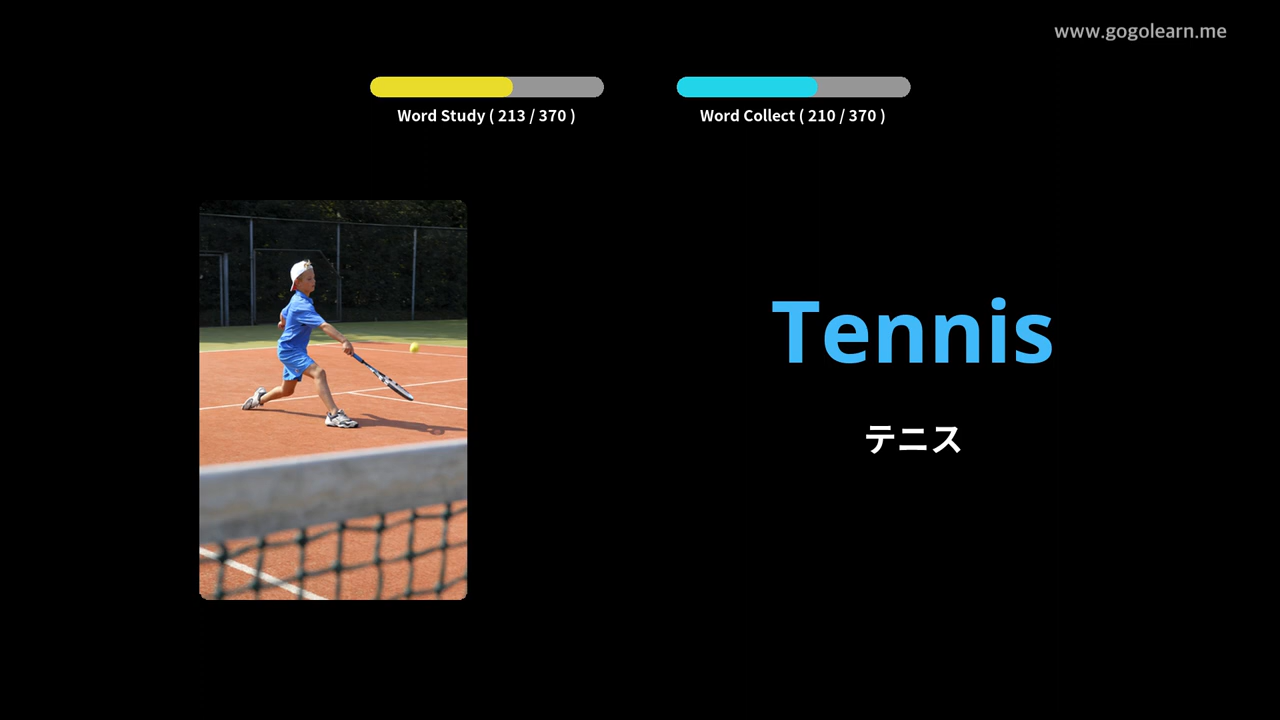 www.gogolearn.me
Word Study ( 213 / 370 )
Word Collect ( 210 / 370 )
Tennis
テニス